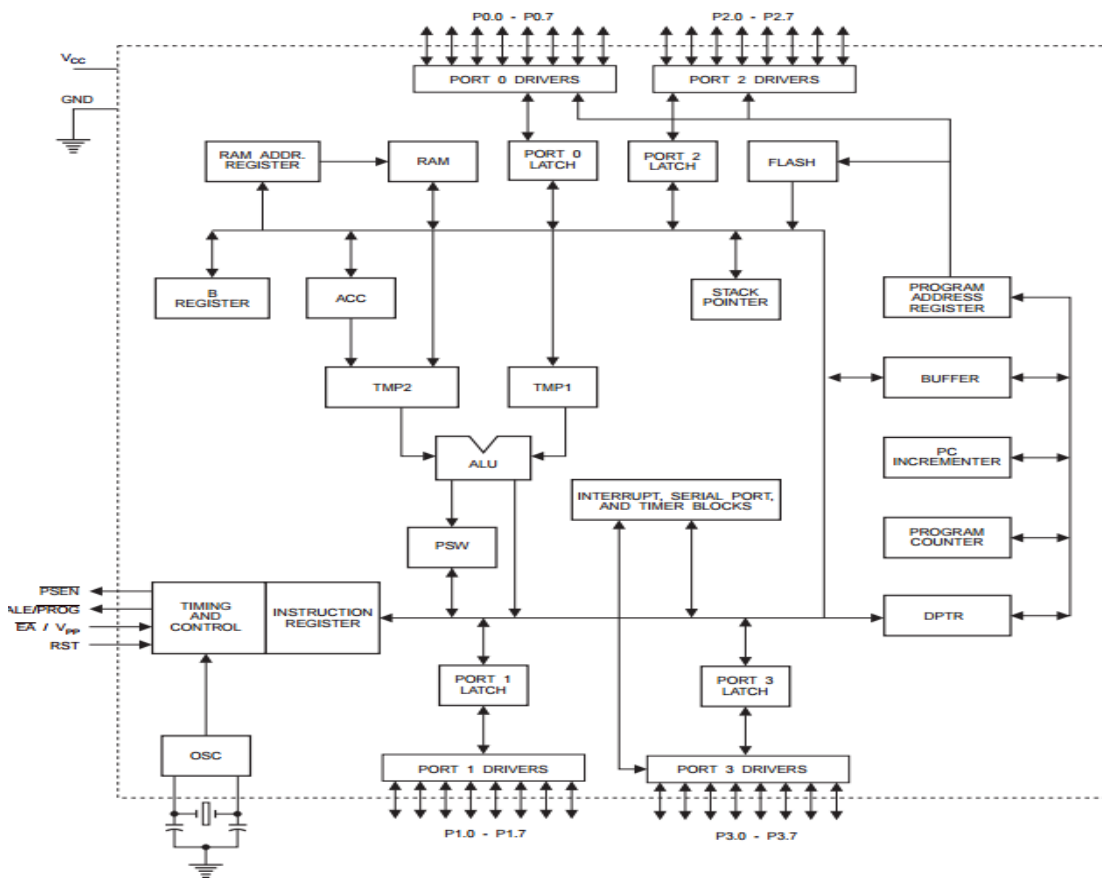 P0.0 - P0.7
P2.0 - P2.7
VCC
GND
PORT 0 DRIVERS
PORT 2 DRIVERS
RAM ADDR.
REGISTER
RAM
PORT 0
LATCH
PORT 2
LATCH
FLASH
B
REGISTER
ACC
STACK
POINTER
PROGRAM
ADDRESS
REGISTER
TMP2
TMP1
BUFFER
ALU
PC
INCREMENTER
INTERRUPT, SERIAL PORT,
AND TIMER BLOCKS
PSW
PROGRAM
COUNTER
PSEN
ALE/PROG
EA / VPP
RST
TIMING
AND
CONTROL
INSTRUCTION
REGISTER
DPTR
PORT 1
LATCH
PORT 3
LATCH
OSC
PORT 1 DRIVERS
PORT 3 DRIVERS
P1.0 - P1.7
P3.0 - P3.7